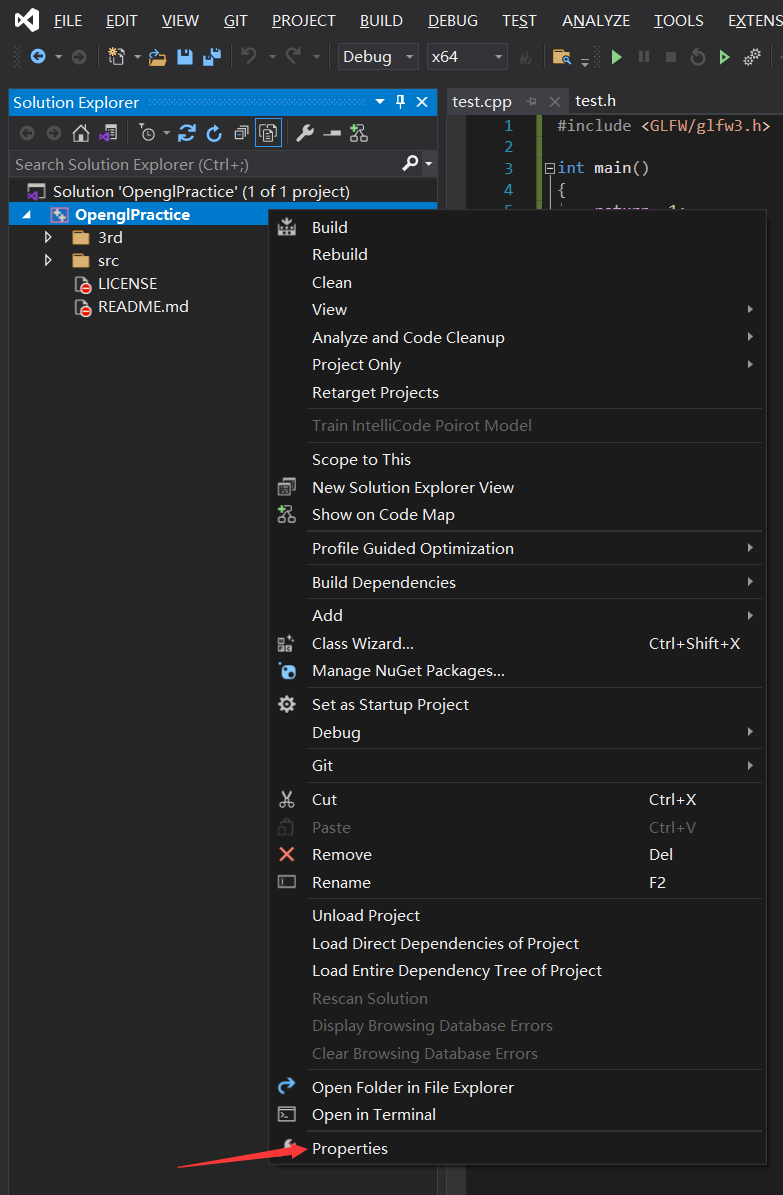 FILE EDIT VIEW GIT PROJECT BUILD DEBUG TEST ANALYZE TOOLS EXTENS
Debug x64
Solution Explorer
Search Solution Explorer (Ctrl+;)
Solution 'OpenglPractice' (1 of 1 project)
OpenglPractice
3rd
src
LICENSE
README.md
test.cpp test.h
1 #include <GLFW/glfw3.h>
2
3 int main()
4 {
Build
Rebuild
Clean
View
Analyze and Code Cleanup
Project Only
Retarget Projects
Train IntelliCode Poirot Model
Scope to This
New Solution Explorer View
Show on Code Map
Profile Guided Optimization
Build Dependencies
Add
Class Wizard... Ctrl+Shift+X
Manage NuGet Packages...
Set as Startup Project
Debug
Git
Cut Ctrl+X
Paste Ctrl+V
Remove Del
Rename F2
Unload Project
Load Direct Dependencies of Project
Load Entire Dependency Tree of Project
Rescan Solution
Display Browsing Database Errors
Clear Browsing Database Errors
Open Folder in File Explorer
Open in Terminal
Properties